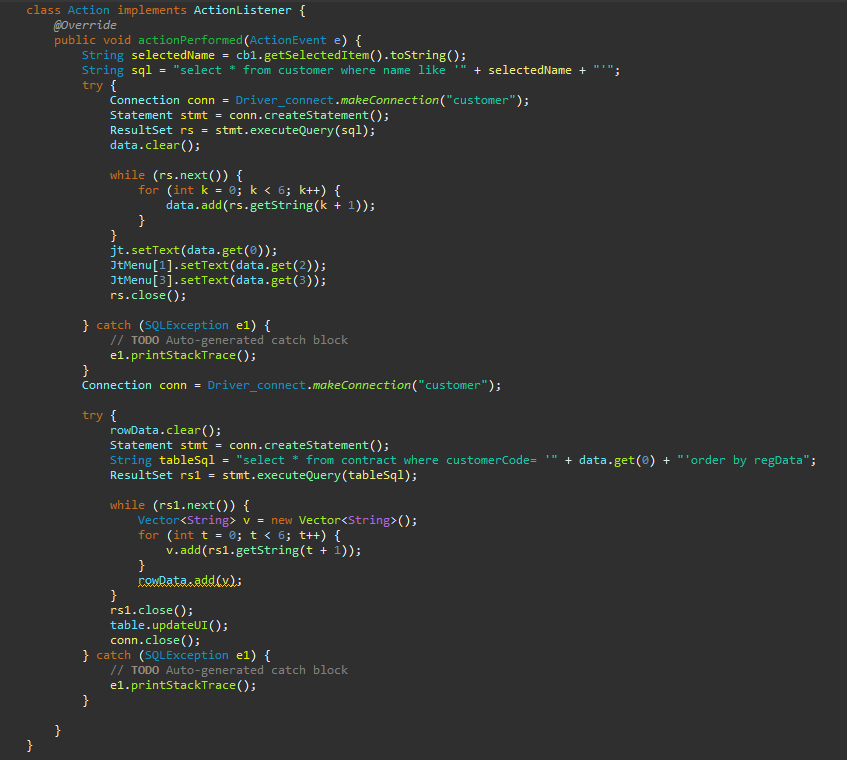 class Action implements ActionListener {
@Override
public void actionPerformed(ActionEvent e) {
String selectedName = cb1.getSelectedItem().toString();
String sql = "select * from customer where name like '" + selectedName + "'";
try {
Connection conn = Driver_connect.makeConnection("customer");
Statement stmt = conn.createStatement();
ResultSet rs = stmt.executeQuery(sql);
data.clear();
while (rs.next()) {
for (int k = 0; k < 6; k++) {
data.add(rs.getString(k + 1));
}
}
jt.setText(data.get(0));
JtMenu[1].setText(data.get(2));
JtMenu[3].setText(data.get(3));
rs.close();
} catch (SQLException e1) {
// TODO Auto-generated catch block
e1.printStackTrace();
}
Connection conn = Driver_connect.makeConnection("customer");
try {
rowData.clear();
Statement stmt = conn.createStatement();
String tableSql = "select * from contract where customerCode= '" + data.get(0) + "'order by regData";
ResultSet rs1 = stmt.executeQuery(tableSql);
while (rs1.next()) {
Vector<String> v = new Vector<String>();
for (int t = 0; t < 6; t++) {
v.add(rs1.getString(t + 1));
}
rowData.add(v);
}
rs1.close();
table.updateUI();
conn.close();
} catch (SQLException e1) {
// TODO Auto-generated catch block
e1.printStackTrace();
}
}
}